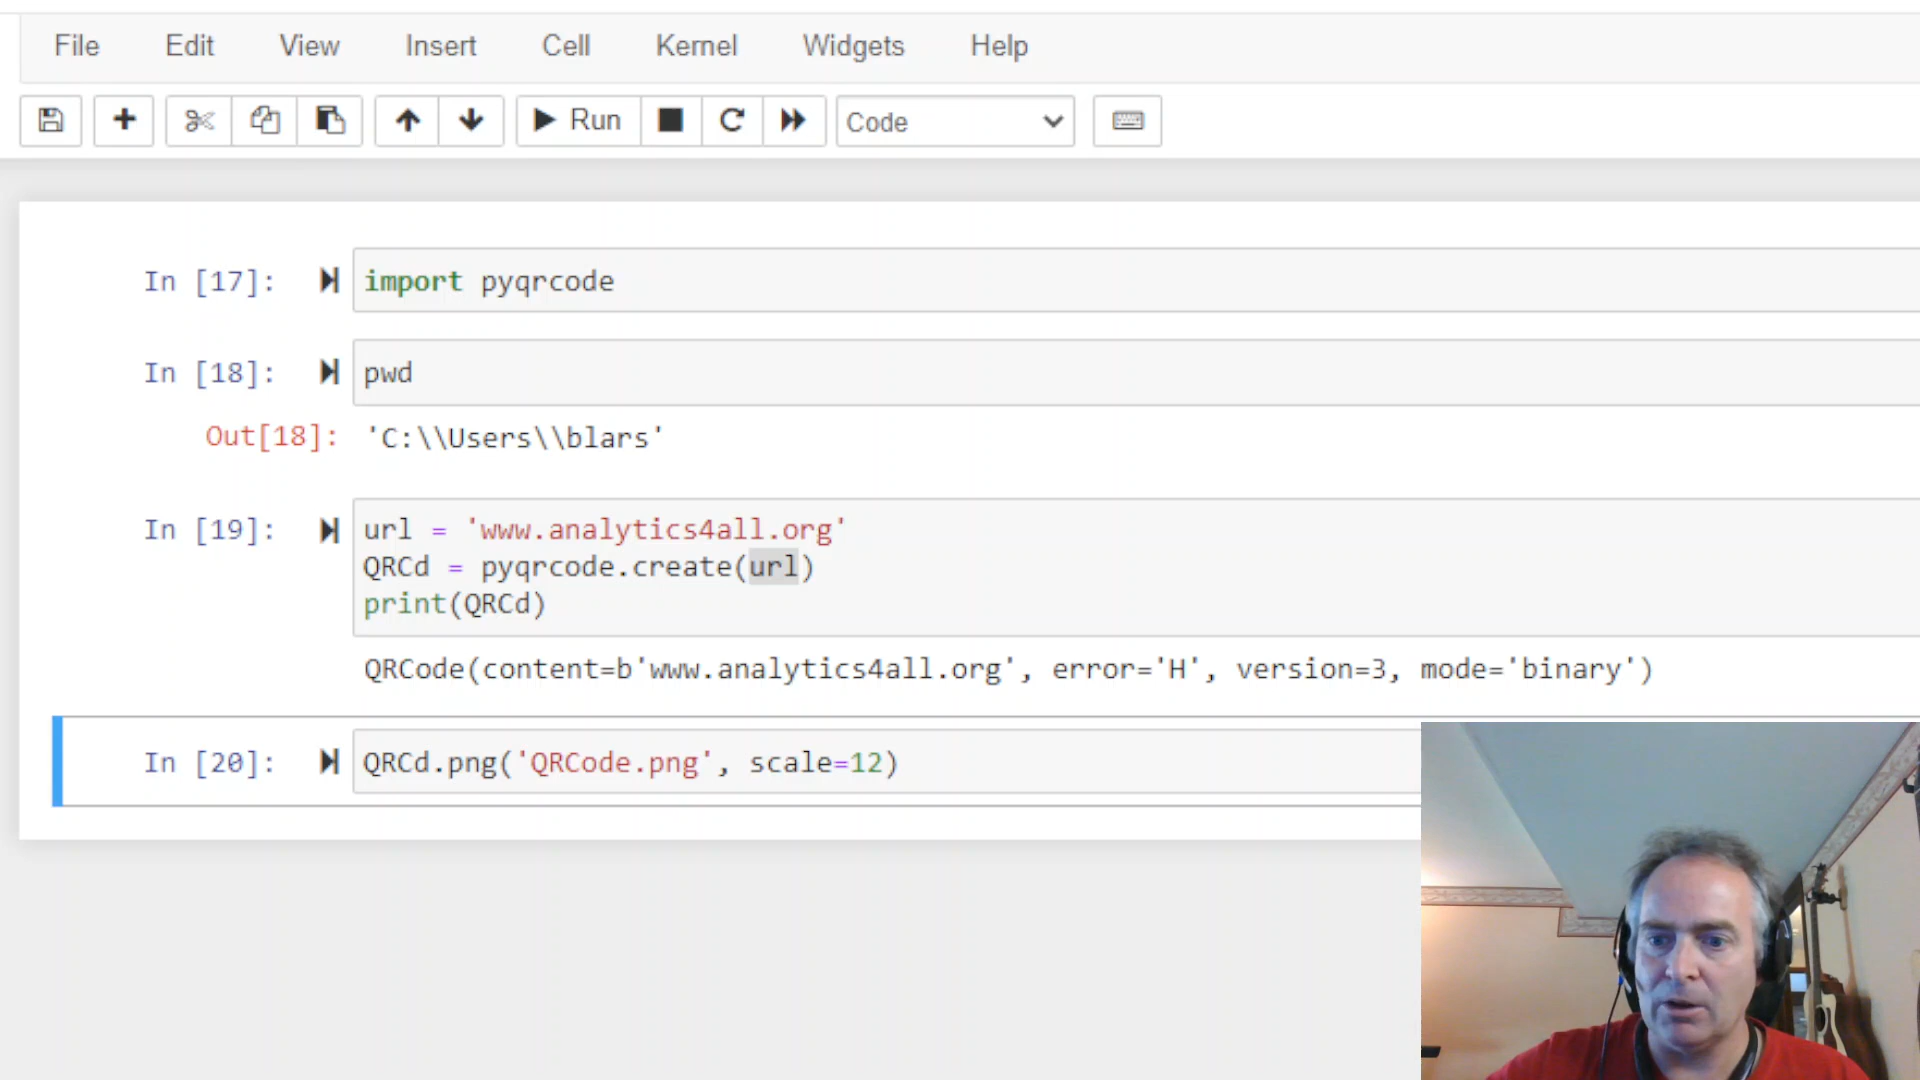 File Edit View Insert Cell Kernel Widgets Help
Run Code
In [17]: import pyqrcode
In [18]: pwd
Out[18]: 'C:\\Users\\blars'
In [19]: url = 'www.analytics4all.org'
QRCd = pyqrcode.create(url)
print(QRCd)
QRCode(content=b'www.analytics4all.org', error='H', version=3, mode='binary')
In [20]: QRCd.png('QRCode.png', scale=12)